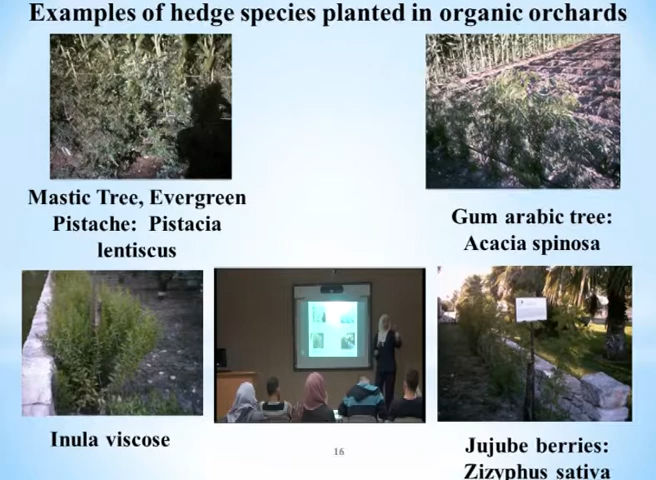 Examples of hedge species planted in organic orchards
Mastic Tree, Evergreen
Pistache: Pistacia
lentiscus
Gum arabic tree:
Acacia spinosa
Inula viscose
Jujube berries:
Zizyphus sativa
16